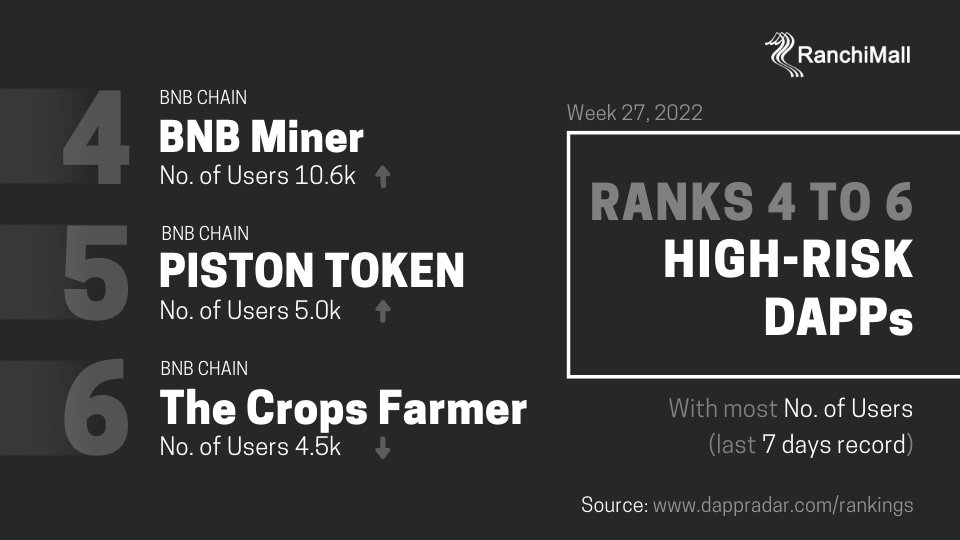 RanchiMall
4
BNB CHAIN
BNB Miner
No. of Users 10.6k
5
BNB CHAIN
PISTON TOKEN
No. of Users 5.0k
6
BNB CHAIN
The Crops Farmer
No. of Users 4.5k
Week 27, 2022
RANKS 4 TO 6
HIGH-RISK
DAPPs
With most No. of Users
(last 7 days record)
Source: www.dappradar.com/rankings